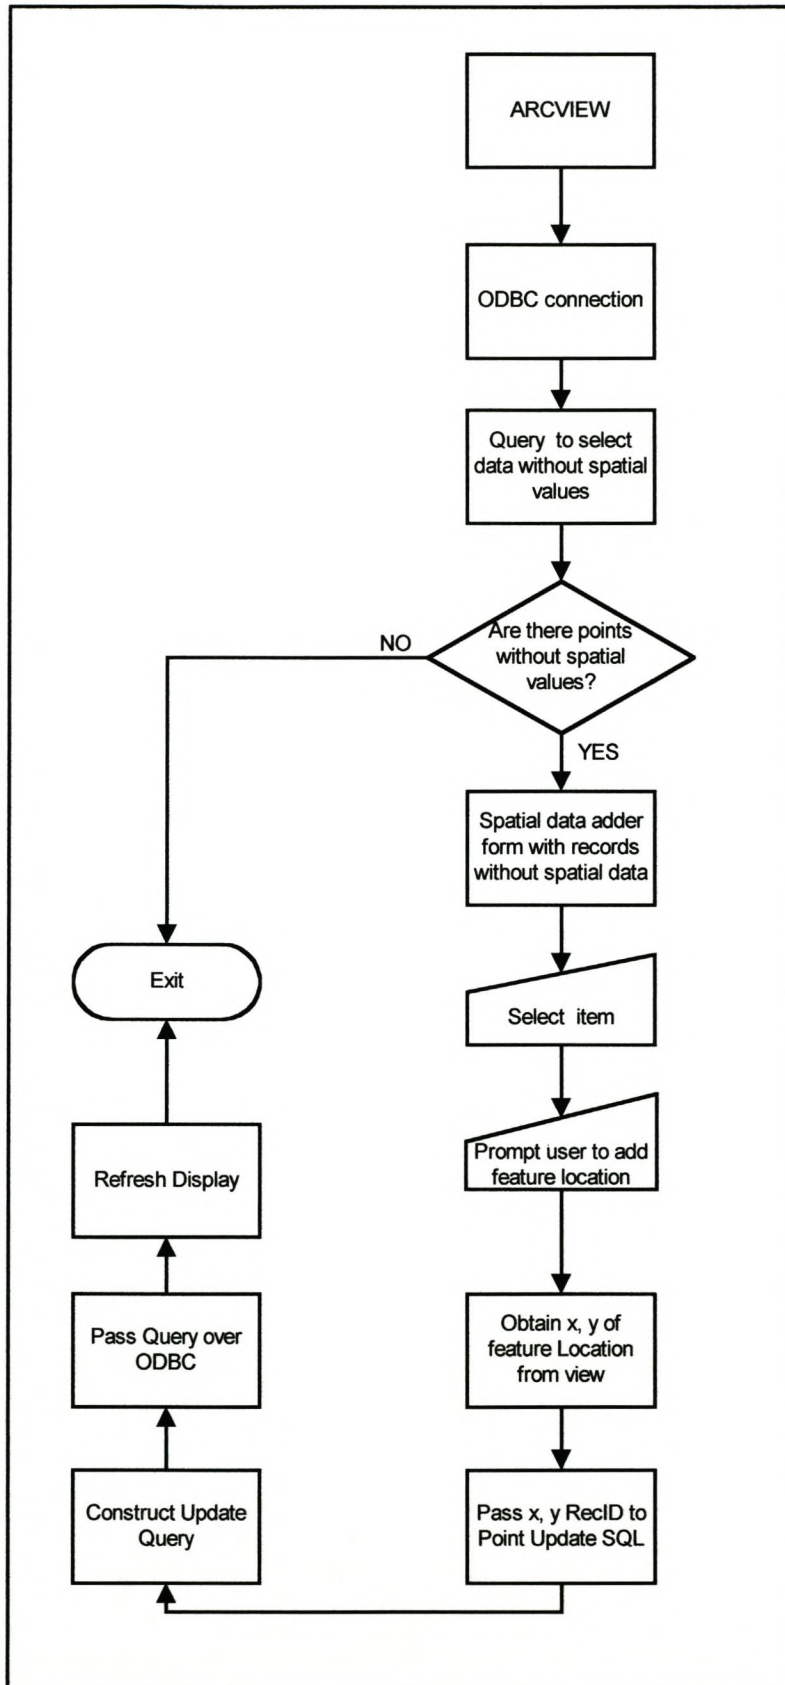 ARCVIEW
ODBC connection
Query to select
data without spatial
values
Are there points
without spatial
values?
NO
YES
Spatial data adder
form with records
without spatial data
Select item
Prompt user to add
feature location
Obtain x, y of
feature Location
from view
Pass x, y RecID to
Point Update SQL
Construct Update
Query
Pass Query over
ODBC
Refresh Display
Exit